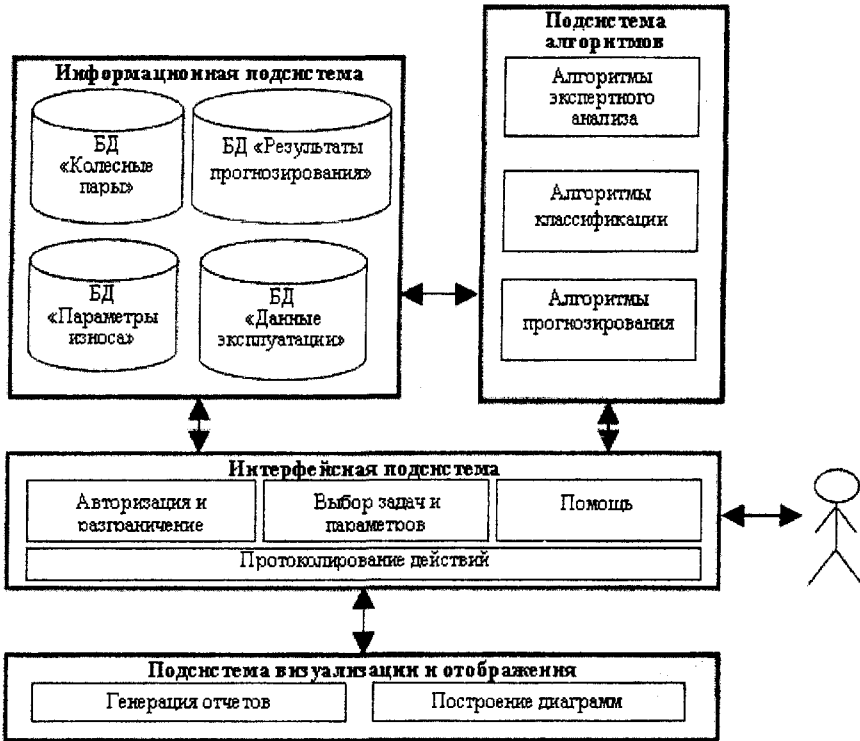 Информационная подсистема
БД
«Колесные
пары»
БД «Результаты
прогнозирования»
БД
«Параметры
износа»
БД
«Данные
эксплуатации»
Подсистема
алгоритмов
Алгоритмы
экспертного
анализа
Алгоритмы
классификации
Алгоритмы
прогнозирования
Интерфейсная подсистема
Авторизация и
разграничение
Выбор задач и
параметров
Помощь
Протоколирование действий
Подсистема визуализации и отображения
Генерация отчетов
Построение диаграмм